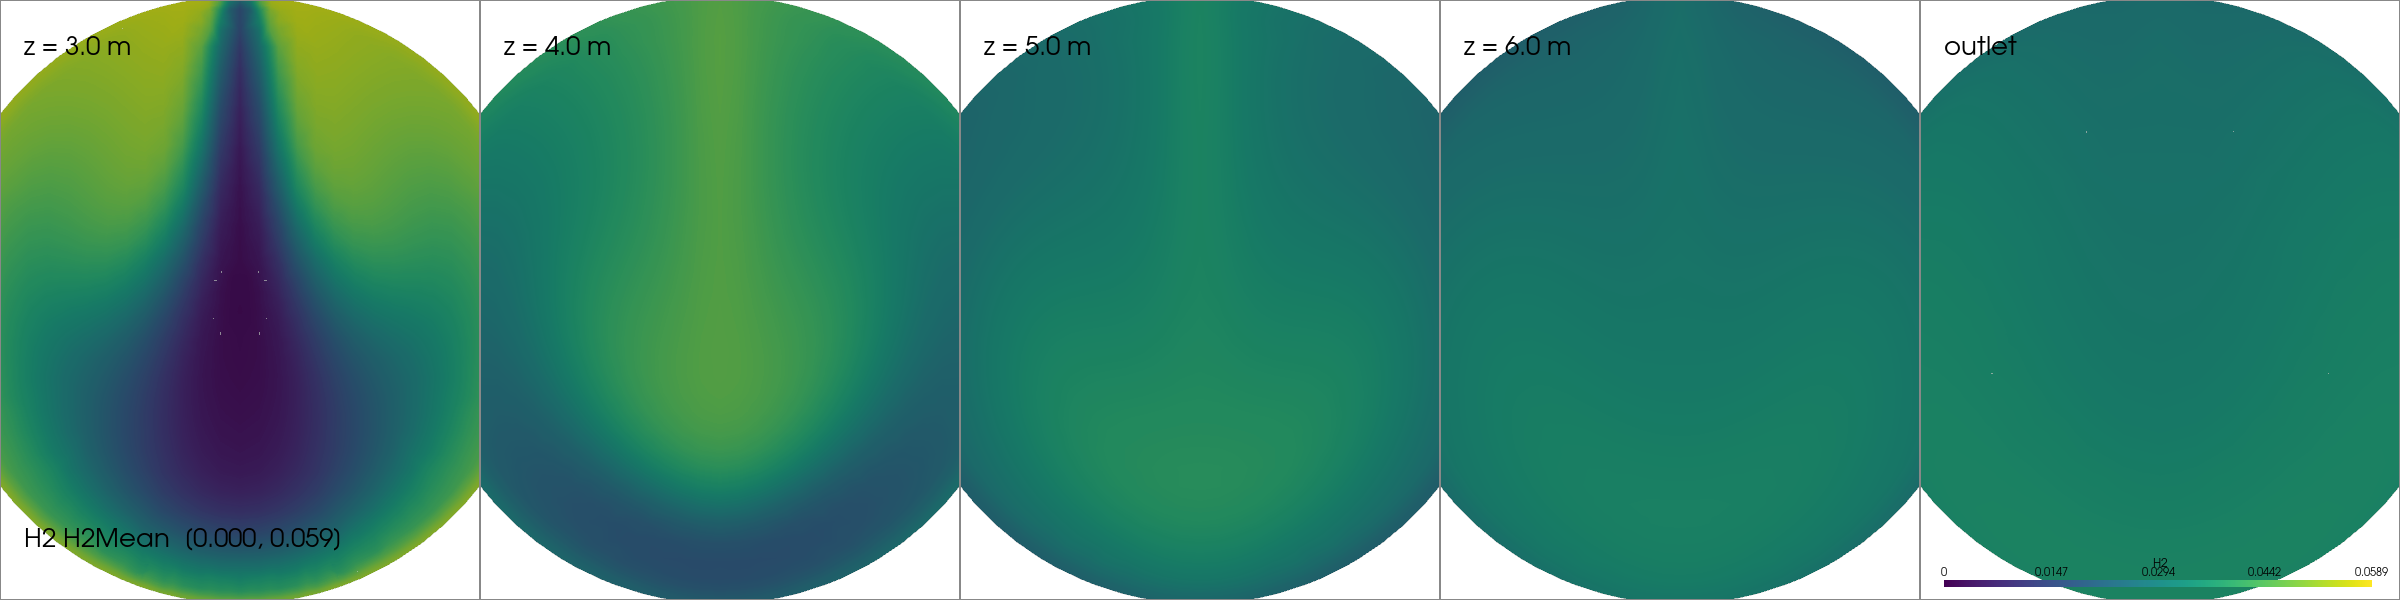 z = 3.0 m
z = 4.0 m
z = 5.0 m
z = 6.0 m
outlet
H2 H2Mean (0.000, 0.059)
H2
0 0.0147 0.0294 0.0442 0.0589